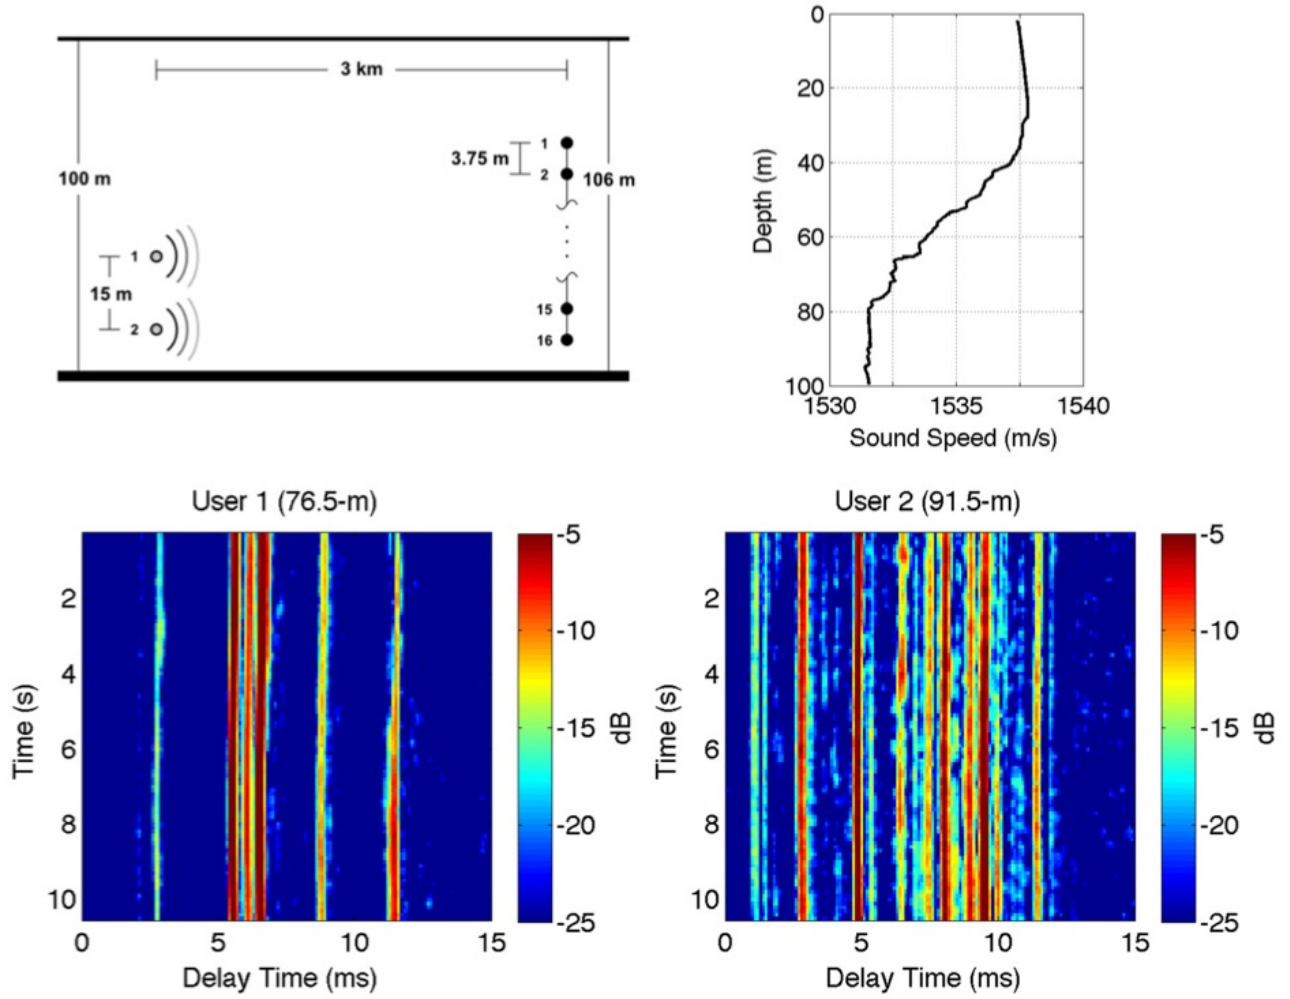 3 km
1
3.75 m
2
100 m
106 m
1
15 m
2
15
16
0
20
40
60
80
100
Depth (m)
1530
1535
1540
Sound Speed (m/s)
User 1 (76.5-m)
2
4
6
8
10
Time (s)
0
5
10
15
Delay Time (ms)
-5
-10
-15
-20
-25
dB
User 2 (91.5-m)
2
4
6
8
10
Time (s)
0
5
10
15
Delay Time (ms)
-5
-10
-15
-20
-25
dB